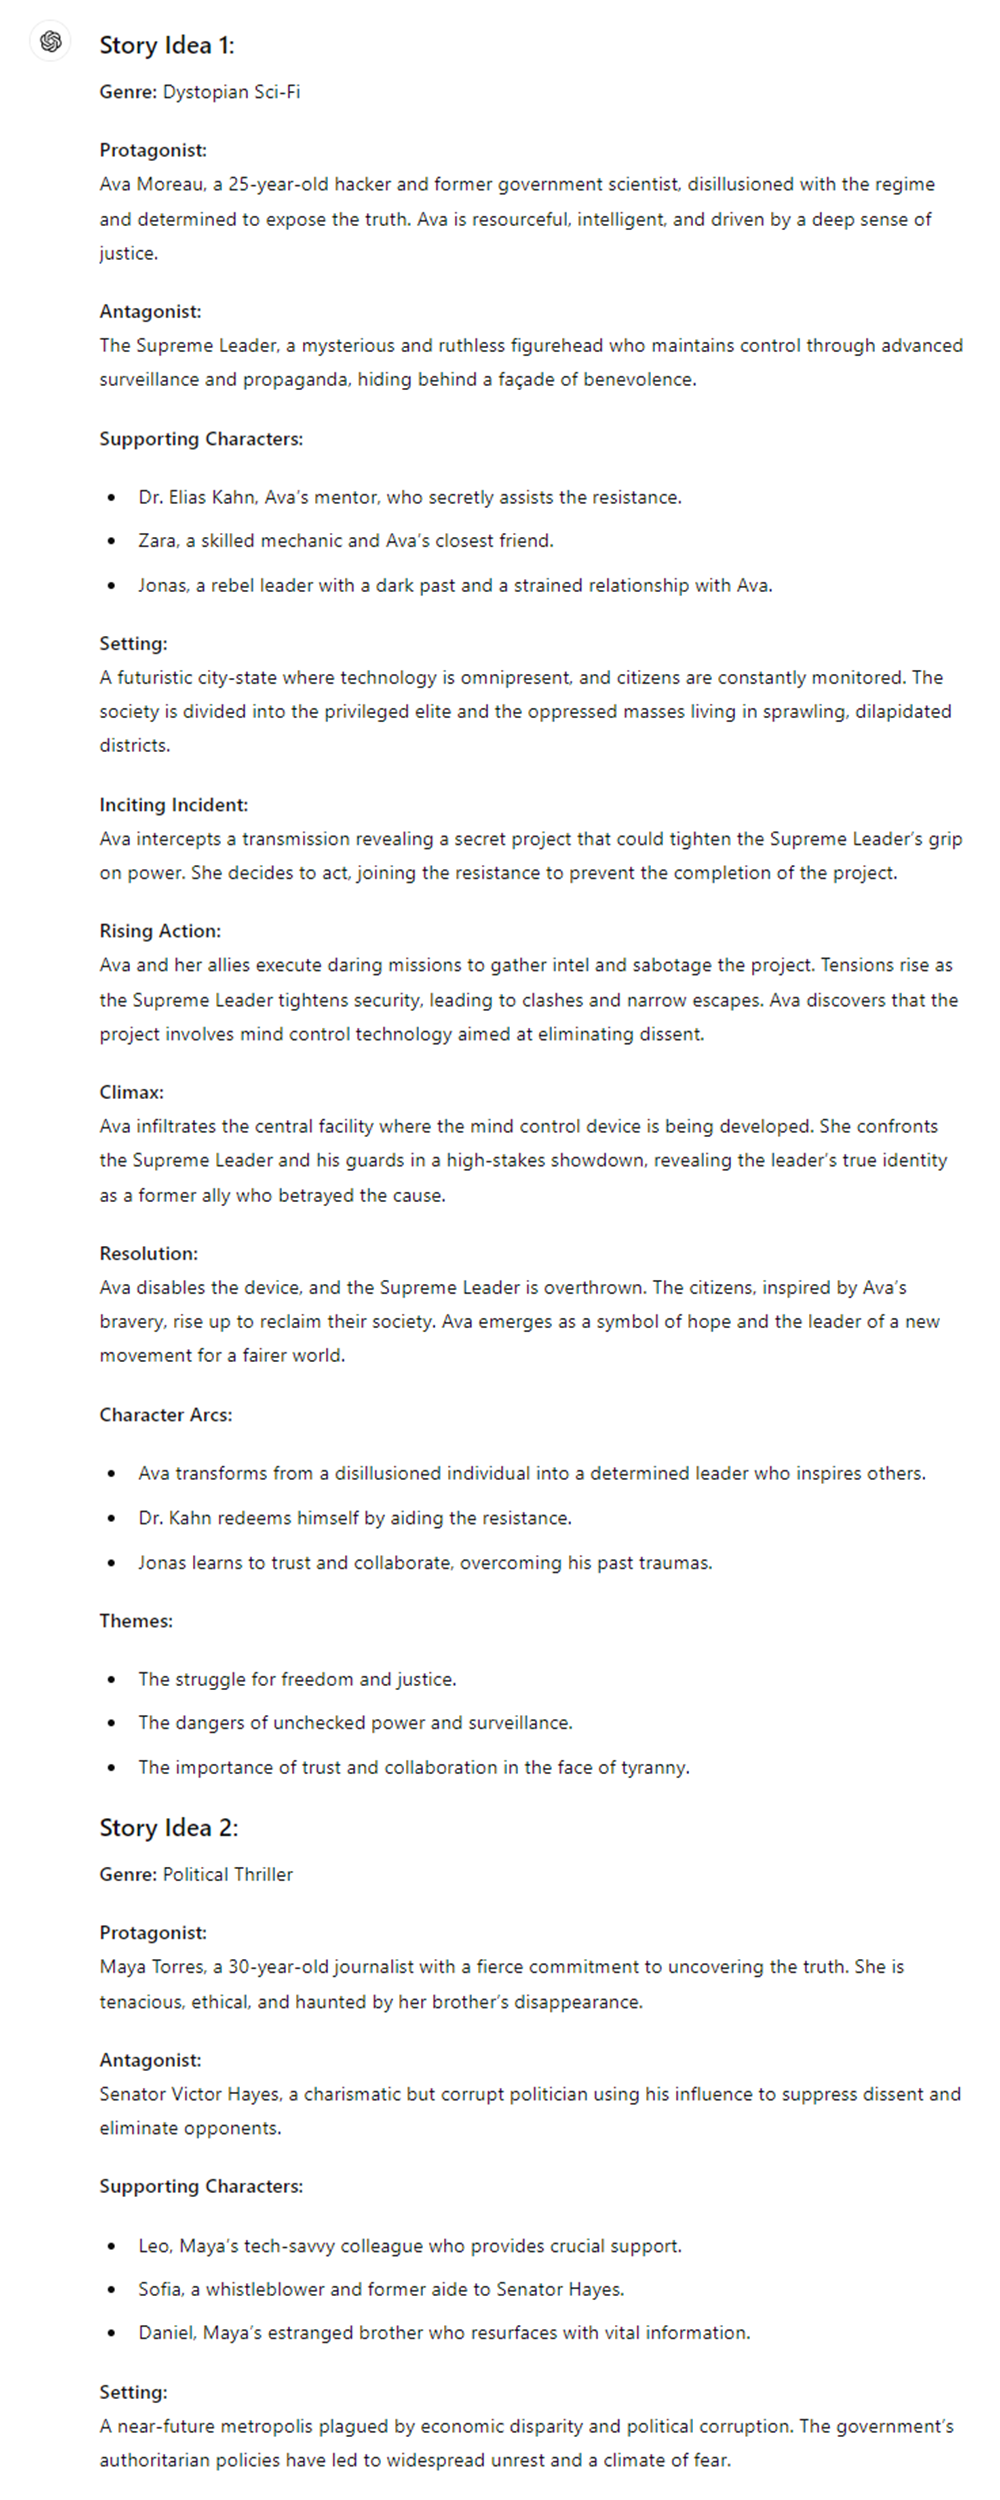 Story Idea 1:
Genre: Dystopian Sci-Fi
Protagonist:
Ava Moreau, a 25-year-old hacker and former government scientist, disillusioned with the regime
and determined to expose the truth. Ava is resourceful, intelligent, and driven by a deep sense of
justice.
Antagonist:
The Supreme Leader, a mysterious and ruthless figurehead who maintains control through advanced
surveillance and propaganda, hiding behind a façade of benevolence.
Supporting Characters:
• Dr. Elias Kahn, Ava's mentor, who secretly assists the resistance.
• Zara, a skilled mechanic and Ava's closest friend.
• Jonas, a rebel leader with a dark past and a strained relationship with Ava.
Setting:
A futuristic city-state where technology is omnipresent, and citizens are constantly monitored. The
society is divided into the privileged elite and the oppressed masses living in sprawling, dilapidated
districts.
Inciting Incident:
Ava intercepts a transmission revealing a secret project that could tighten the Supreme Leader's grip
on power. She decides to act, joining the resistance to prevent the completion of the project.
Rising Action:
Ava and her allies execute daring missions to gather intel and sabotage the project. Tensions rise as
the Supreme Leader tightens security, leading to clashes and narrow escapes. Ava discovers that the
project involves mind control technology aimed at eliminating dissent.
Climax:
Ava infiltrates the central facility where the mind control device is being developed. She confronts
the Supreme Leader and his guards in a high-stakes showdown, revealing the leader's true identity
as a former ally who betrayed the cause.
Resolution:
Ava disables the device, and the Supreme Leader is overthrown. The citizens, inspired by Ava's
bravery, rise up to reclaim their society. Ava emerges as a symbol of hope and the leader of a new
movement for a fairer world.
Character Arcs:
• Ava transforms from a disillusioned individual into a determined leader who inspires others.
• Dr. Kahn redeems himself by aiding the resistance.
• Jonas learns to trust and collaborate, overcoming his past traumas.
Themes:
• The struggle for freedom and justice.
• The dangers of unchecked power and surveillance.
• The importance of trust and collaboration in the face of tyranny.
Story Idea 2:
Genre: Political Thriller
Protagonist:
Maya Torres, a 30-year-old journalist with a fierce commitment to uncovering the truth. She is
tenacious, ethical, and haunted by her brother's disappearance.
Antagonist:
Senator Victor Hayes, a charismatic but corrupt politician using his influence to suppress dissent and
eliminate opponents.
Supporting Characters:
• Leo, Maya's tech-savvy colleague who provides crucial support.
• Sofia, a whistleblower and former aide to Senator Hayes.
• Daniel, Maya's estranged brother who resurfaces with vital information.
Setting:
A near-future metropolis plagued by economic disparity and political corruption. The government's
authoritarian policies have led to widespread unrest and a climate of fear.